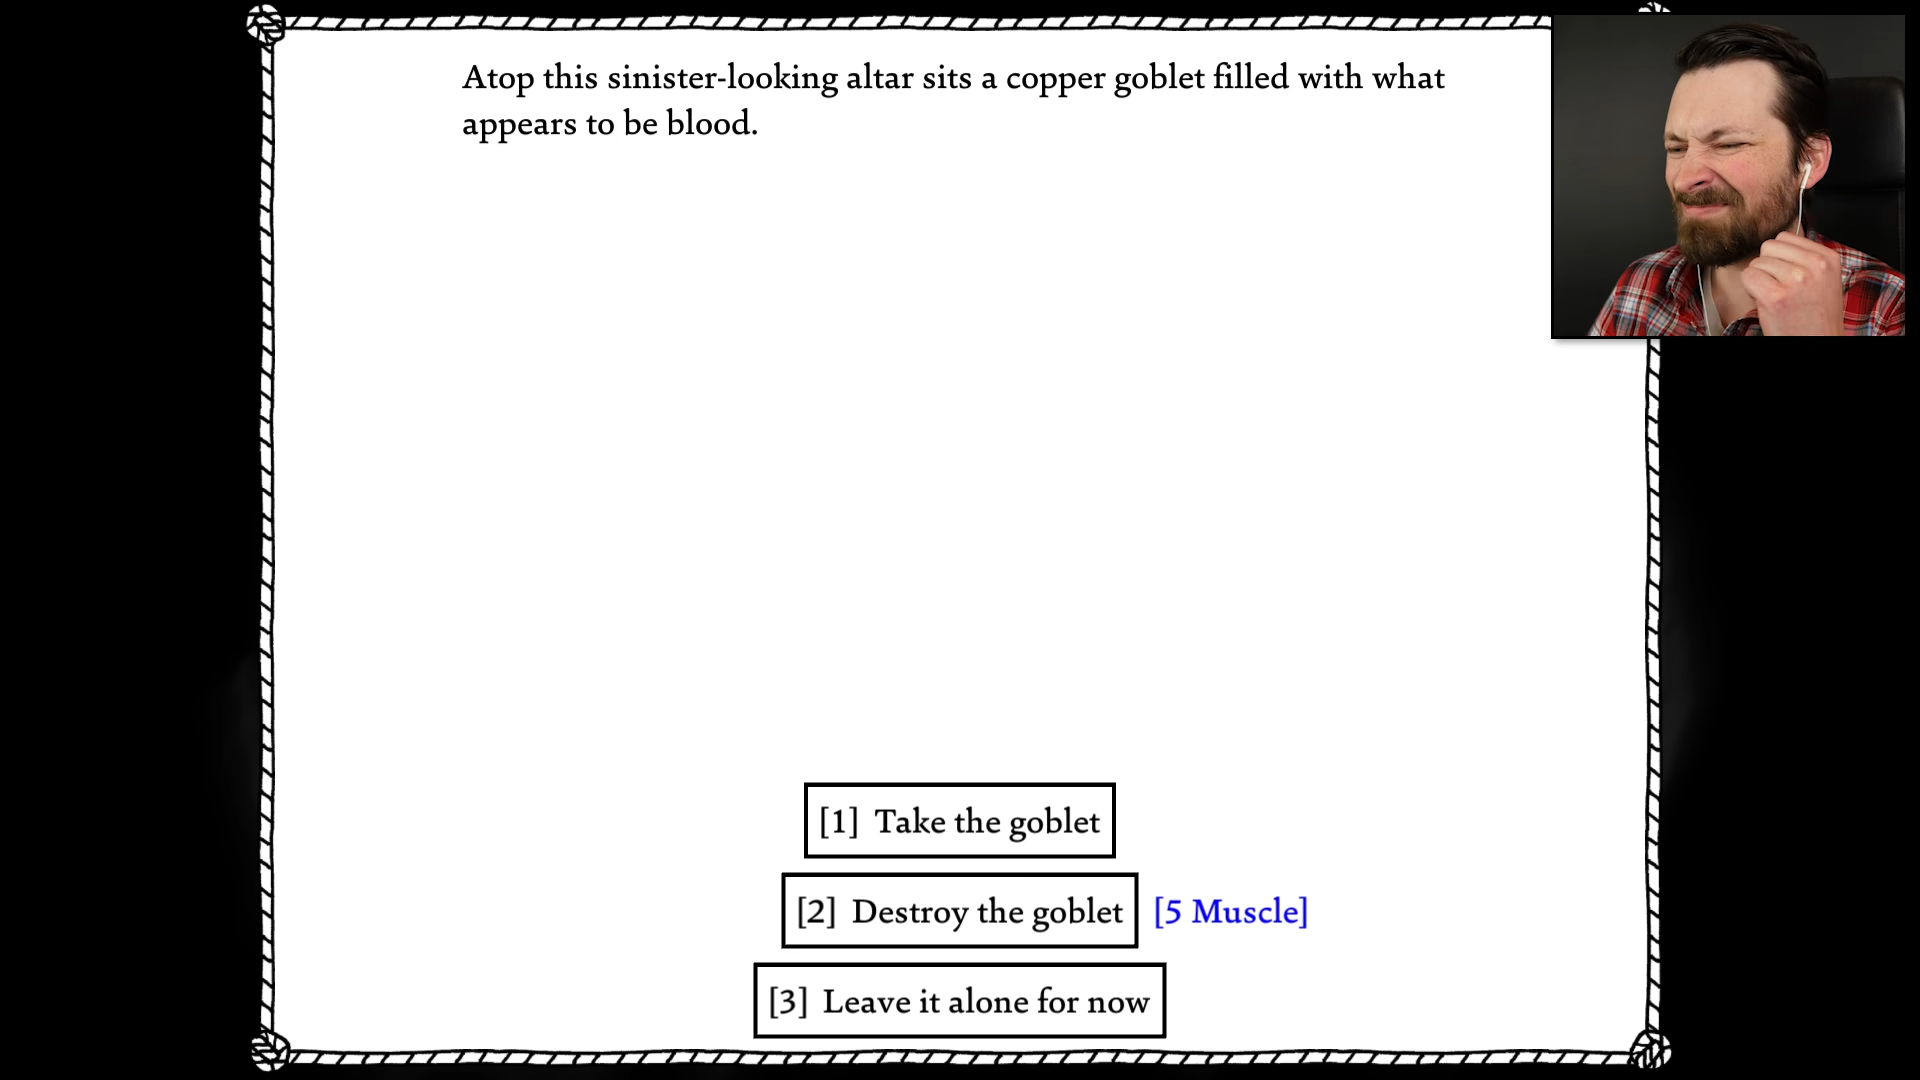 Atop this sinister-looking altar sits a copper goblet filled with what
appears to be blood.
[1] Take the goblet
[2] Destroy the goblet [5 Muscle]
[3] Leave it alone for now